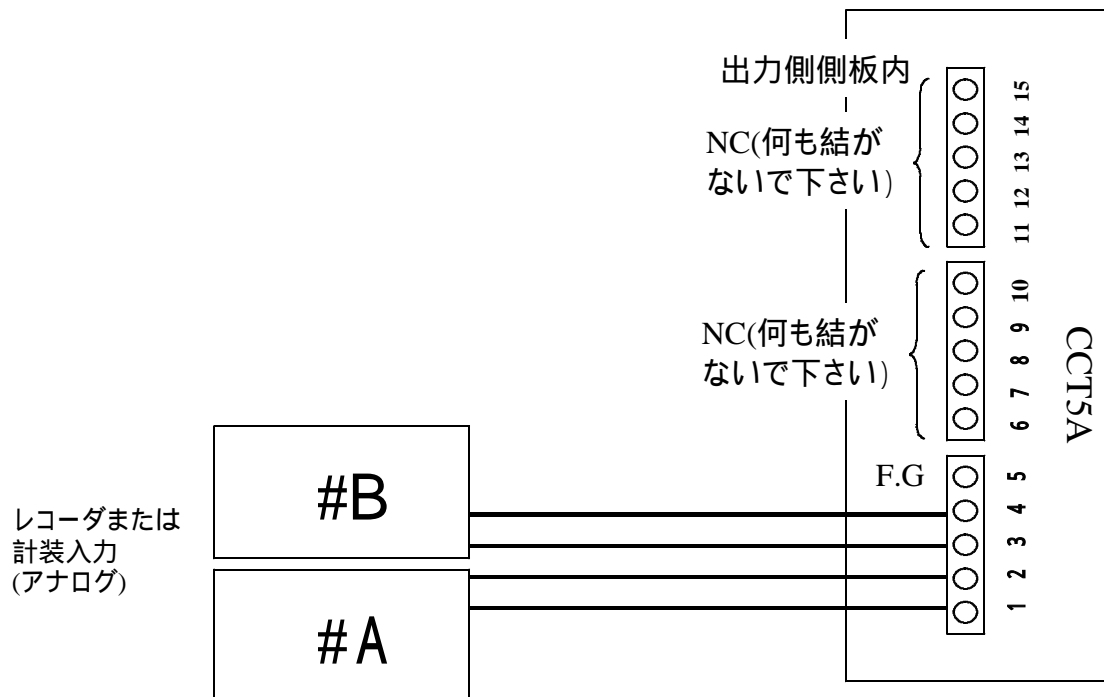 出力側側板内
NC(何も結が
ないで下さい)
15
14
13
12
11
NC(何も結が
ないで下さい)
10
9
8
7
6
CCT5A
F.G
5
4
3
2
1
#B
レコーダまたは
計装入力
(アナログ)
#A